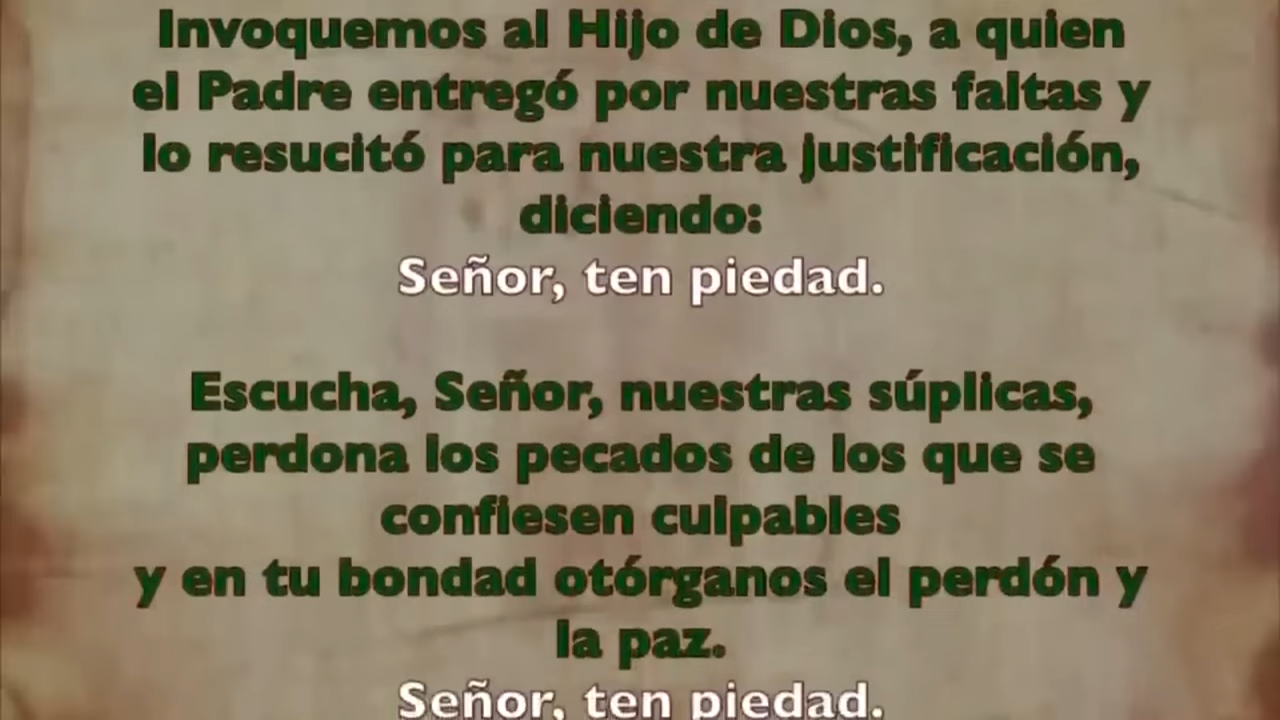 Invoquemos al Hijo de Dios, a quien
el Padre entregó por nuestras faltas y
lo resucitó para nuestra justificación,
diciendo:
Señor, ten piedad.
Escucha, Señor, nuestras súplicas,
perdona los pecados de los que se
confiesen culpables
y en tu bondad otórganos el perdón y
la paz.
Señor, ten piedad.